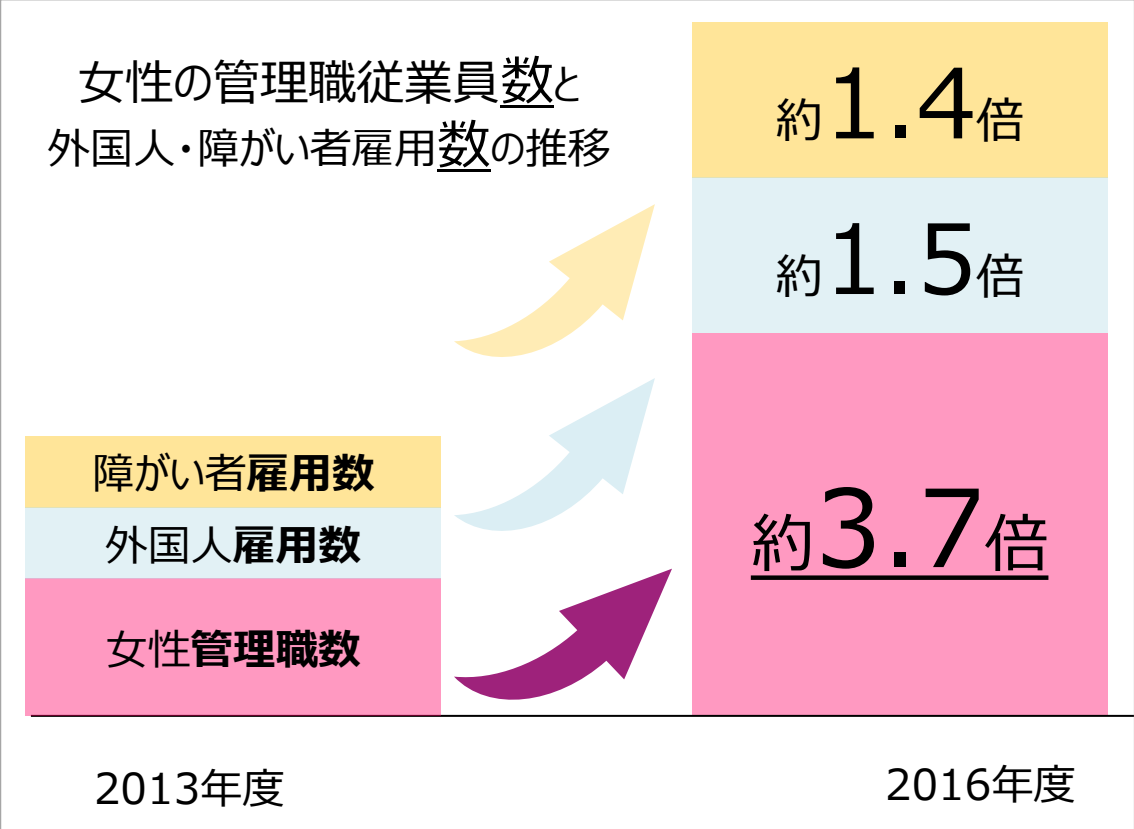 女性の管理職従業員数と
外国人・障がい者雇用数の推移
約1.4倍
約1.5倍
約3.7倍
障がい者雇用数
外国人雇用数
女性管理職数
2013年度
2016年度